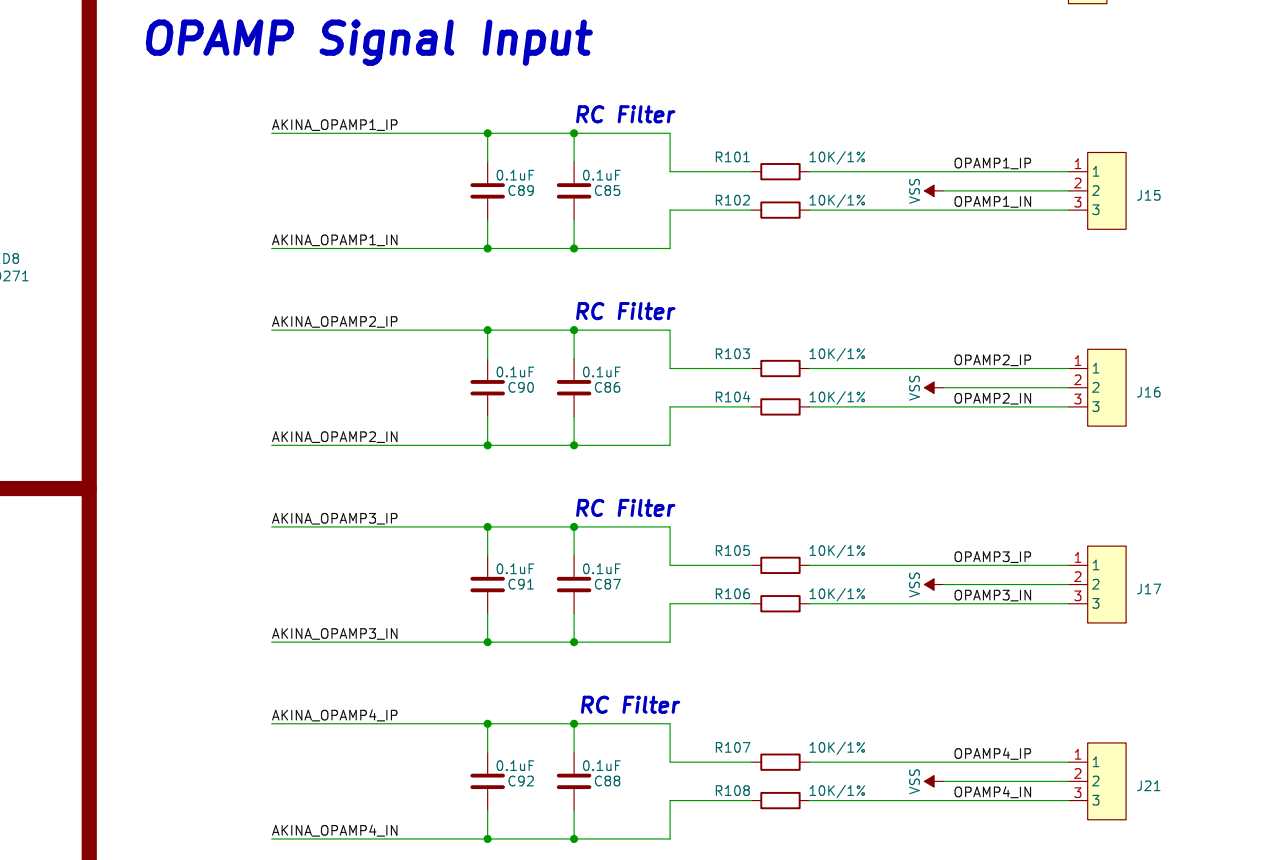 OPAMP Signal Input
RC Filter
AKINA_OPAMP1_IP
R101 10K/1% OPAMP1_IP 1 1
0.1uF 0.1uF
C89 C85 VSS 2 2 J15
R102 10K/1% OPAMP1_IN 3 3
AKINA_OPAMP1_IN
D8
271
RC Filter
AKINA_OPAMP2_IP
R103 10K/1% OPAMP2_IP 1 1
0.1uF 0.1uF
C90 C86 VSS 2 2 J16
R104 10K/1% OPAMP2_IN 3 3
AKINA_OPAMP2_IN
RC Filter
AKINA_OPAMP3_IP
R105 10K/1% OPAMP3_IP 1 1
0.1uF 0.1uF
C91 C87 VSS 2 2 J17
R106 10K/1% OPAMP3_IN 3 3
AKINA_OPAMP3_IN
RC Filter
AKINA_OPAMP4_IP
R107 10K/1% OPAMP4_IP 1 1
0.1uF 0.1uF
C92 C88 VSS 2 2 J21
R108 10K/1% OPAMP4_IN 3 3
AKINA_OPAMP4_IN